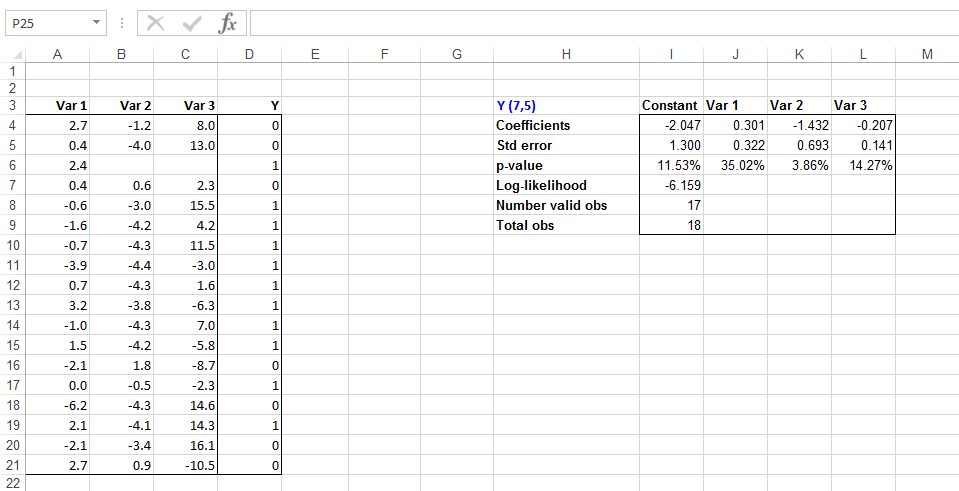 P25 fx
A B C D E F G H I J K L M
1
2
3 Var 1 Var 2 Var 3 Y Y (7,5) Constant Var 1 Var 2 Var 3
4 2.7 -1.2 8.0 0 Coefficients -2.047 0.301 -1.432 -0.207
5 0.4 -4.0 13.0 0 Std error 1.300 0.322 0.693 0.141
6 2.4 1 p-value 11.53% 35.02% 3.86% 14.27%
7 0.4 0.6 2.3 0 Log-likelihood -6.159
8 -0.6 -3.0 15.5 1 Number valid obs 17
9 -1.6 -4.2 4.2 1 Total obs 18
10 -0.7 -4.3 11.5 1
11 -3.9 -4.4 -3.0 1
12 0.7 -4.3 1.6 1
13 3.2 -3.8 -6.3 1
14 -1.0 -4.3 7.0 1
15 1.5 -4.2 -5.8 1
16 -2.1 1.8 -8.7 0
17 0.0 -0.5 -2.3 1
18 -6.2 -4.3 14.6 0
19 2.1 -4.1 14.3 1
20 -2.1 -3.4 16.1 0
21 2.7 0.9 -10.5 0
22